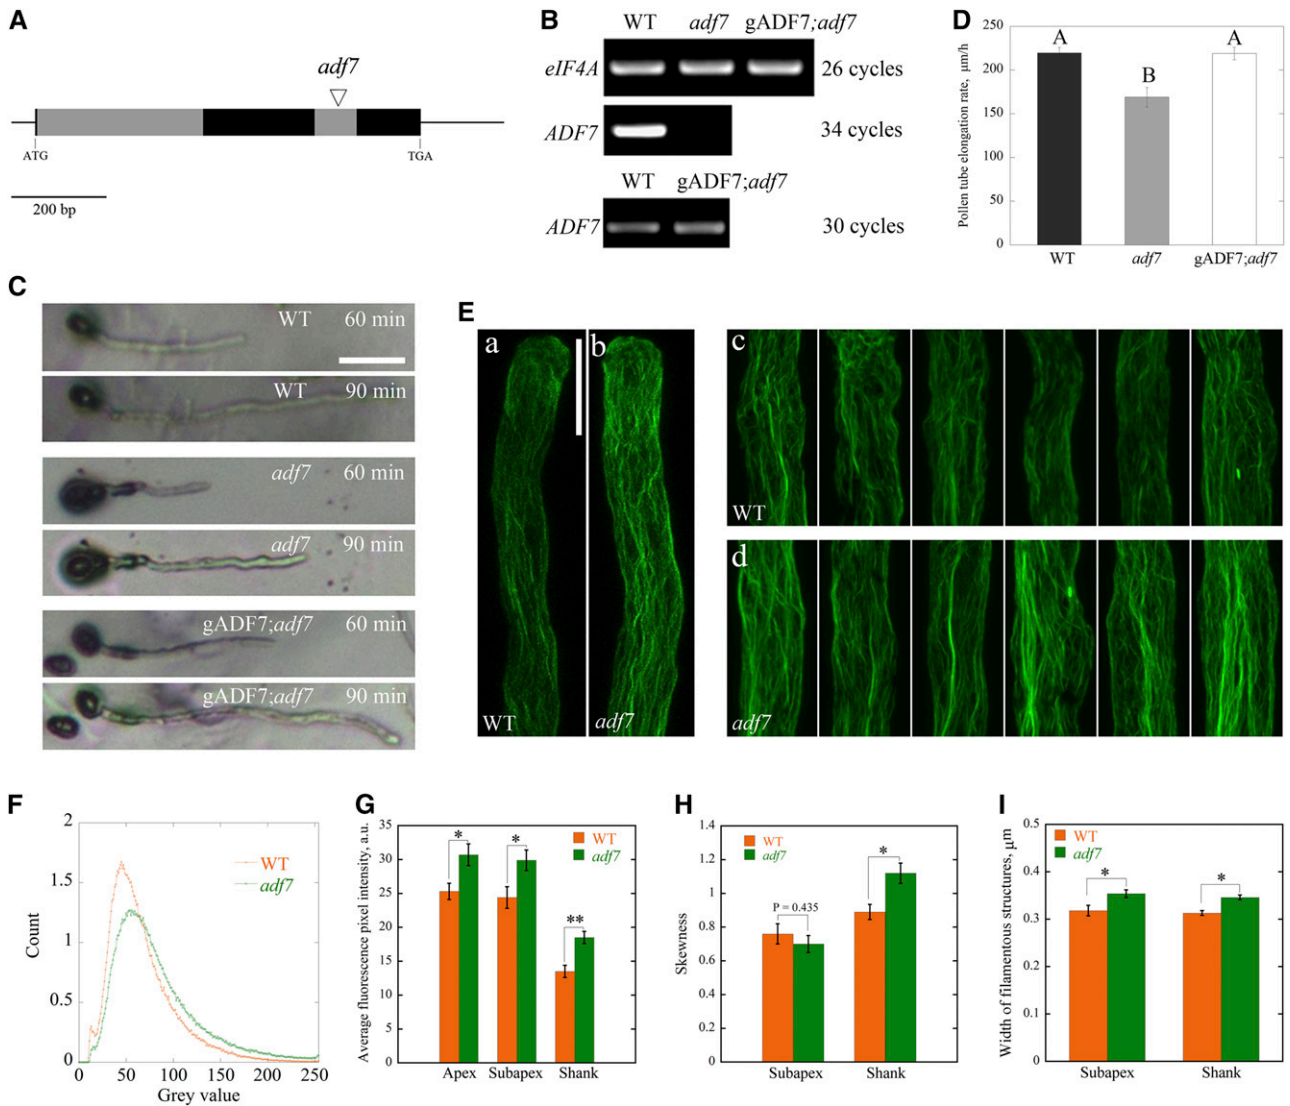 A
adf7
ATG
TGA
200 bp
B
WT adf7 gADF7;adf7
eIF4A 26 cycles
ADF7 34 cycles
WT gADF7;adf7
ADF7 30 cycles
D
Pollen tube elongation rate, µm/h
250
200
150
100
50
0
A
B
A
WT adf7 gADF7;adf7
C
WT 60 min
WT 90 min
adf7 60 min
adf7 90 min
gADF7;adf7 60 min
gADF7;adf7 90 min
E
a
WT
b
adf7
c
WT
d
adf7
F
Count
2
1.5
1
0.5
0
WT
adf7
0 50 100 150 200 250
Grey value
G
Average fluorescence pixel intensity, a.u.
35
30
25
20
15
10
5
0
WT
adf7
*
*
**
Apex Subapex Shank
H
Skewness
1.4
1.2
1
0.8
0.6
0.4
0.2
0
WT
adf7
P = 0.435
*
Subapex Shank
I
Width of filamentous structures, µm
0.5
0.4
0.3
0.2
0.1
0
WT
adf7
*
*
Subapex Shank